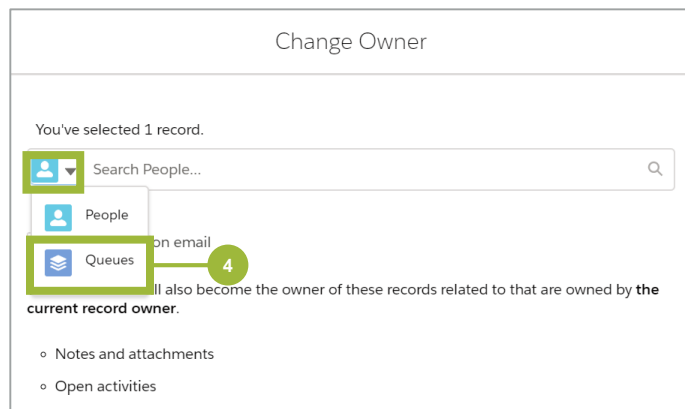 Change Owner
You've selected 1 record.
Search People...
People
on email
Queues
4
ll also become the owner of these records related to that are owned by the
current record owner.
Notes and attachments
Open activities